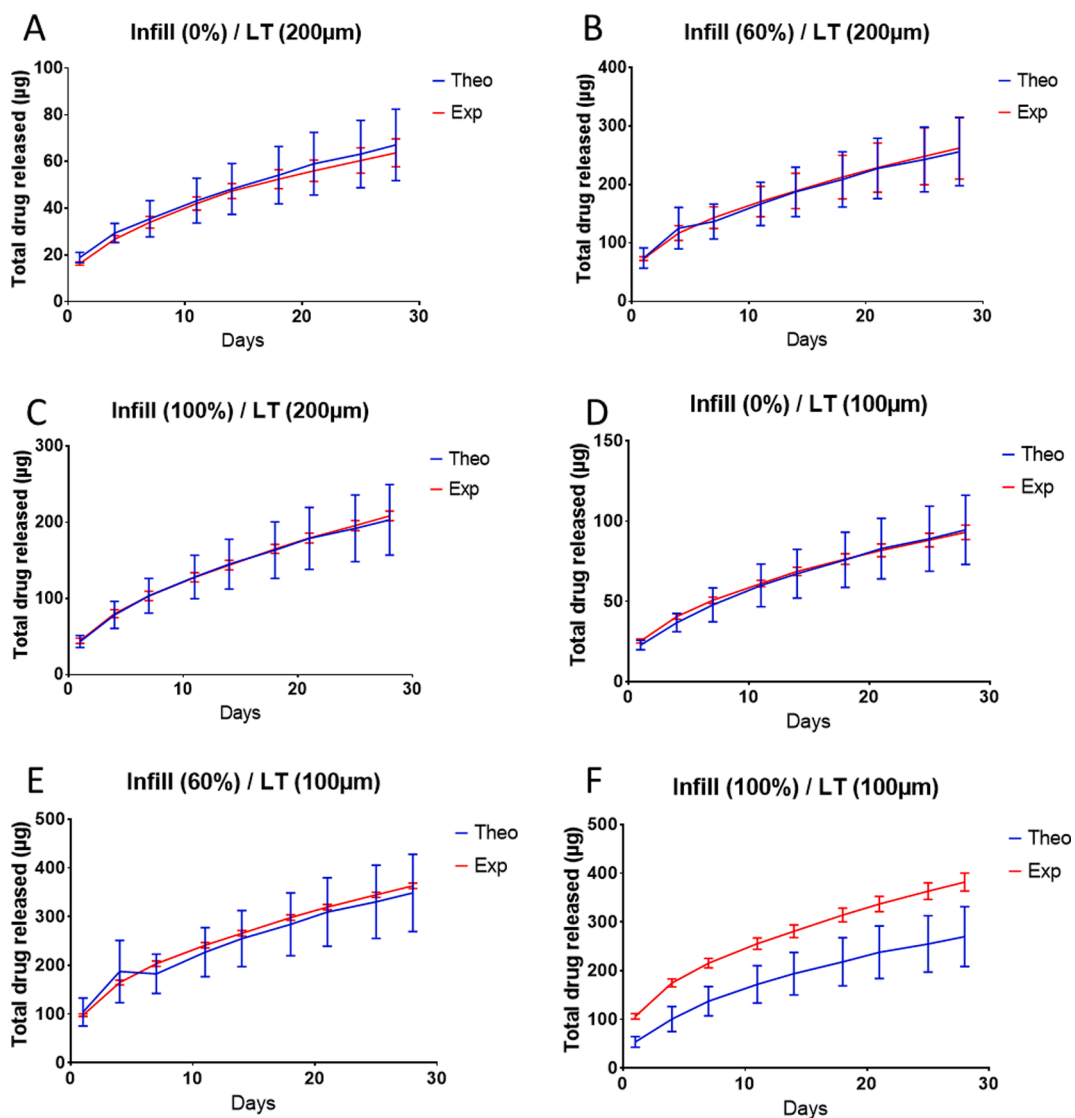 A
Infill (0%) / LT (200µm)
Total drug released (µg)
100
80
60
40
20
0
0
10
20
30
Days
Theo
Exp
B
Infill (60%) / LT (200µm)
Total drug released (µg)
400
300
200
100
0
0
10
20
30
Days
Theo
Exp
C
Infill (100%) / LT (200µm)
Total drug released (µg)
300
200
100
0
0
10
20
30
Days
Theo
Exp
D
Infill (0%) / LT (100µm)
Total drug released (µg)
150
100
50
0
0
10
20
30
Days
Theo
Exp
E
Infill (60%) / LT (100µm)
Total drug released (µg)
500
400
300
200
100
0
0
10
20
30
Days
Theo
Exp
F
Infill (100%) / LT (100µm)
Total drug released (µg)
500
400
300
200
100
0
0
10
20
30
Days
Theo
Exp